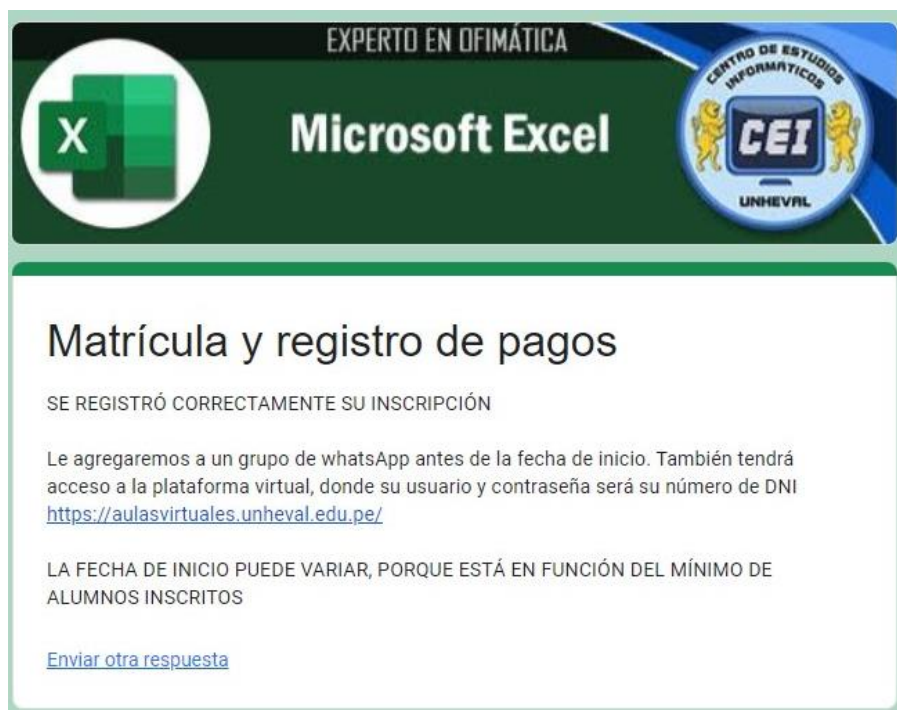 EXPERTO EN OFIMÁTICA
Microsoft Excel
X
CENTRO DE ESTUDIOS
INFORMÁTICOS
CEI
UNHEVAL
Matrícula y registro de pagos
SE REGISTRÓ CORRECTAMENTE SU INSCRIPCIÓN
Le agregaremos a un grupo de whatsApp antes de la fecha de inicio. También tendrá
acceso a la plataforma virtual, donde su usuario y contraseña será su número de DNI
https://aulasvirtuales.unheval.edu.pe/
LA FECHA DE INICIO PUEDE VARIAR, PORQUE ESTÁ EN FUNCIÓN DEL MÍNIMO DE
ALUMNOS INSCRITOS
Enviar otra respuesta